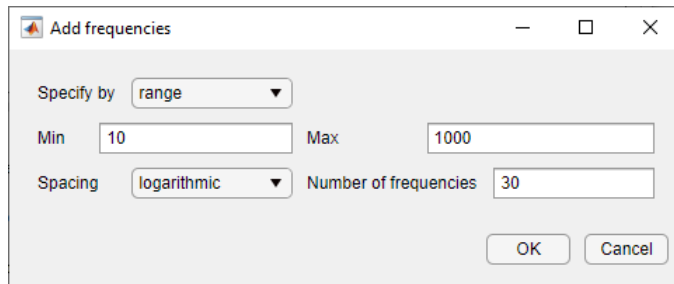 Add frequencies
Specify by range
Min 10 Max 1000
Spacing logarithmic Number of frequencies 30
OK Cancel